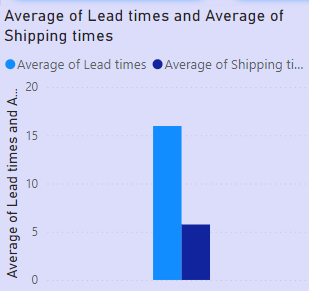 Average of Lead times and Average of
Shipping times
Average of Lead times Average of Shipping ti...
Average of Lead times and A...
20
15
10
5
0